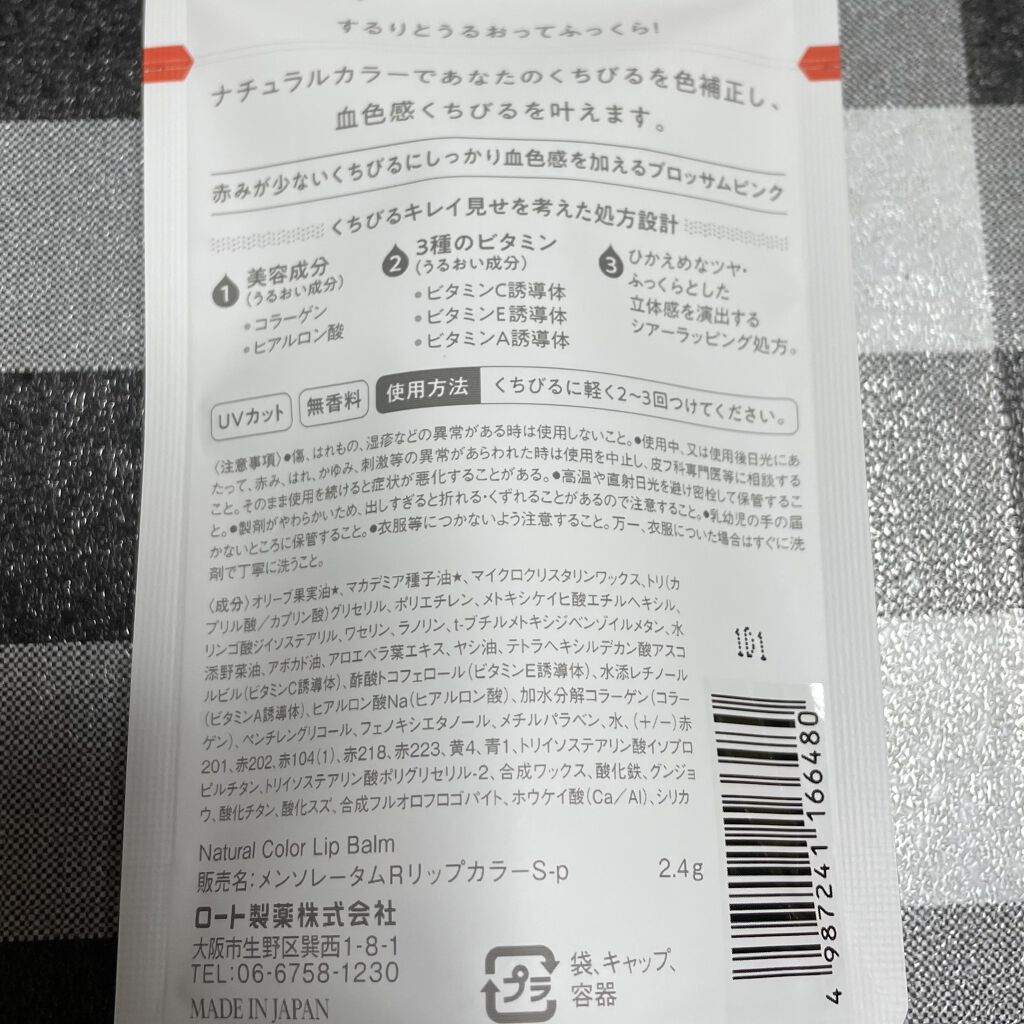 するりとうるおってふっくら!
ナチュラルカラーであなたのくちびるを色補正し、
血色感くちびるを叶えます。
赤みが少ないくちびるにしっかり血色感を加えるブロッサムピンク
くちびるキレイ見せを考えた処方設計
1 美容成分
(うるおい成分)
•コラーゲン
•ヒアルロン酸
2 3種のビタミン
(うるおい成分)
•ビタミンC誘導体
•ビタミンE誘導体
•ビタミンA誘導体
3 ひかえめなツヤ・
ふっくらとした
立体感を演出する
シアーラッピング処方。
UVカット 無香料 使用方法 くちびるに軽く2~3回つけてください。
〈注意事項〉●傷、はれもの、湿疹などの異常がある時は使用しないこと。●使用中、又は使用後日光にあ
たって、赤み、はれ、かゆみ、刺激等の異常があらわれた時は使用を中止し、皮フ科専門医等に相談する
こと。そのまま使用を続けると症状が悪化することがある。●高温や直射日光を避け密栓して保管するこ
と。●製剤がやわらかいため、出しすぎると折れる・くずれることがあるので注意すること。●乳幼児の手の届
かないところに保管すること。●衣服等につかないよう注意すること。万一、衣服についた場合はすぐに洗
剤で丁寧に洗うこと。
〈成分〉オリーブ果実油★、マカデミア種子油★、マイクロクリスタリンワックス、トリ(カ
プリル酸/カプリン酸)グリセリル、ポリエチレン、メトキシケイヒ酸エチルヘキシル、
リンゴ酸ジイソステアリル、ワセリン、ラノリン、t-ブチルメトキシジベンゾイルメタン、水
添野菜油、アボカド油、アロエベラ葉エキス、ヤシ油、テトラヘキシルデカン酸アスコ
ルビル(ビタミンC誘導体)、酢酸トコフェロール(ビタミンE誘導体)、水添レチノール
(ビタミンA誘導体)、ヒアルロン酸Na(ヒアルロン酸)、加水分解コラーゲン(コラー
ゲン)、ペンチレングリコール、フェノキシエタノール、メチルパラベン、水、(+/-)赤
201、赤202、赤104(1)、赤218、赤223、黄4、青1、トリイソステアリン酸イソプロ
ピルチタン、トリイソステアリン酸ポリグリセリル-2、合成ワックス、酸化鉄、グンジョ
ウ、酸化チタン、酸化スズ、合成フルオロフロゴパイト、ホウケイ酸(Ca/Al)、シリカ
1D1
Natural Color Lip Balm
販売名:メンソレータムRリップカラーS-p 2.4g
ロート製薬株式会社
大阪市生野区巽西1-8-1
TEL:06-6758-1230
MADE IN JAPAN
プラ
袋、キャップ、
容器
4 987241 166480